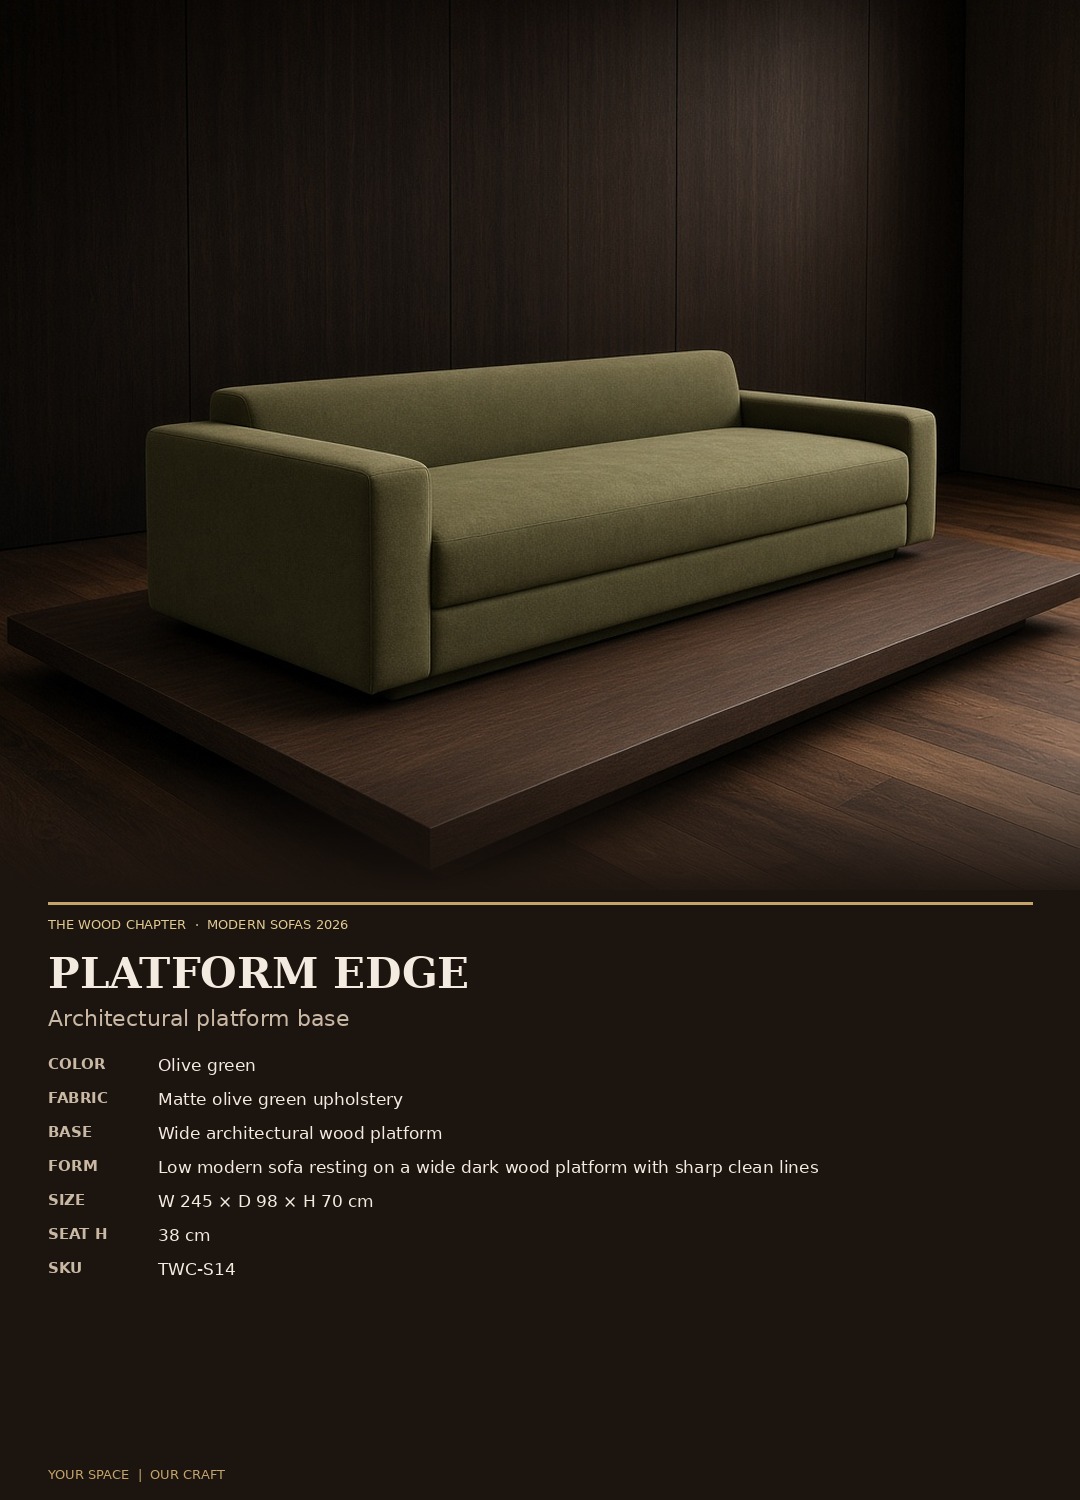 THE WOOD CHAPTER · MODERN SOFAS 2026
PLATFORM EDGE
Architectural platform base
COLOR Olive green
FABRIC Matte olive green upholstery
BASE Wide architectural wood platform
FORM Low modern sofa resting on a wide dark wood platform with sharp clean lines
SIZE W 245 × D 98 × H 70 cm
SEAT H 38 cm
SKU TWC-S14
YOUR SPACE | OUR CRAFT